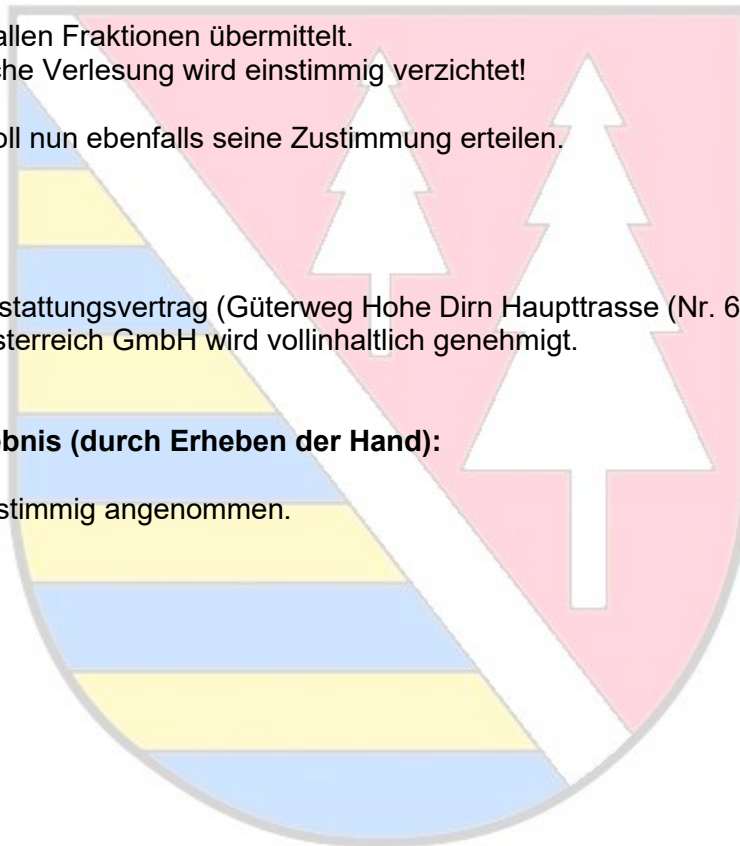 allen Fraktionen übermittelt.
che Verlesung wird einstimmig verzichtet!
oll nun ebenfalls seine Zustimmung erteilen.
stattungsvertrag (Güterweg Hohe Dirn Haupttrasse (Nr. 6
sterreich GmbH wird vollinhaltlich genehmigt.
ebnis (durch Erheben der Hand):
stimmig angenommen.